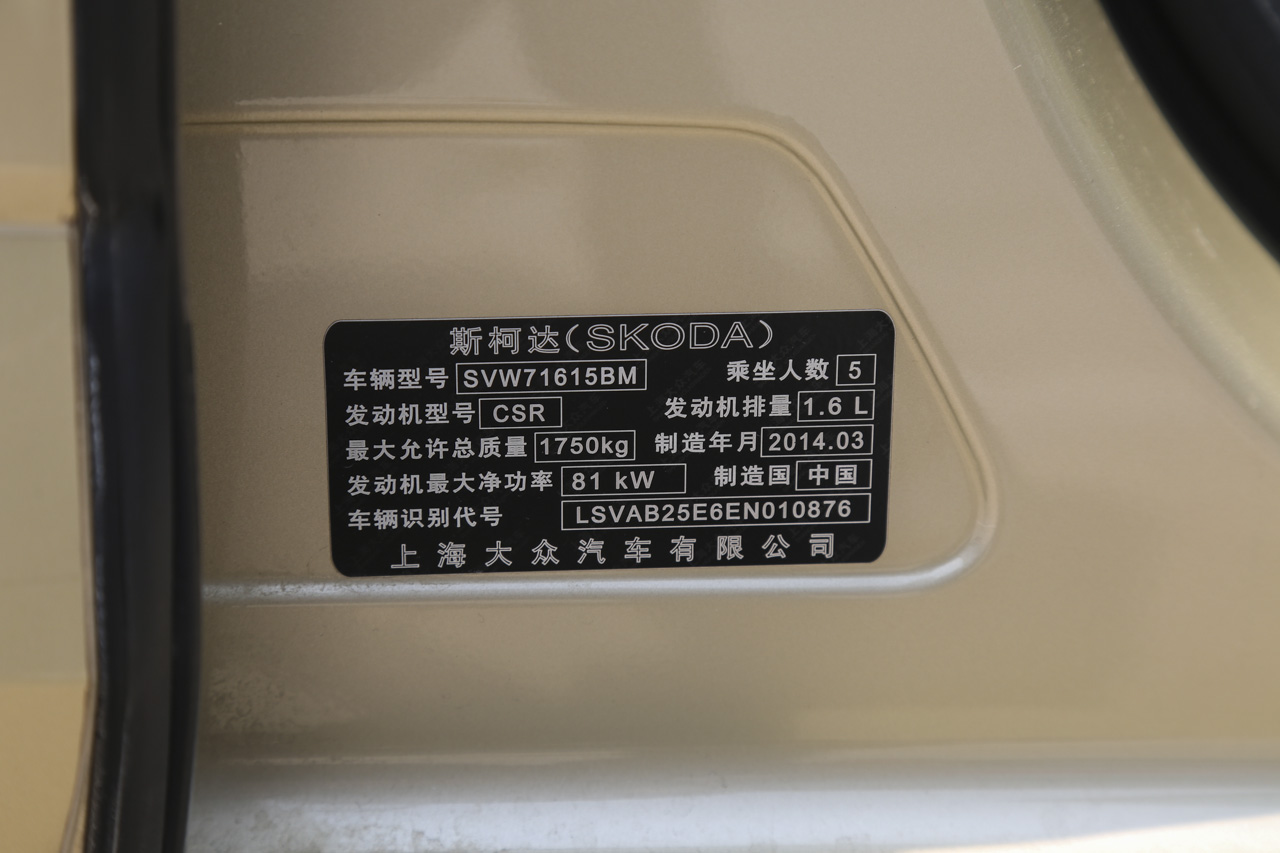 斯柯达(SKODA)
车辆型号 SVW71615BM 乘坐人数 5
发动机型号 CSR 发动机排量 1.6 L
最大允许总质量 1750kg 制造年月 2014.03
发动机最大净功率 81 kW 制造国 中国
车辆识别代号 LSVAB25E6EN010876
上海大众汽车有限公司